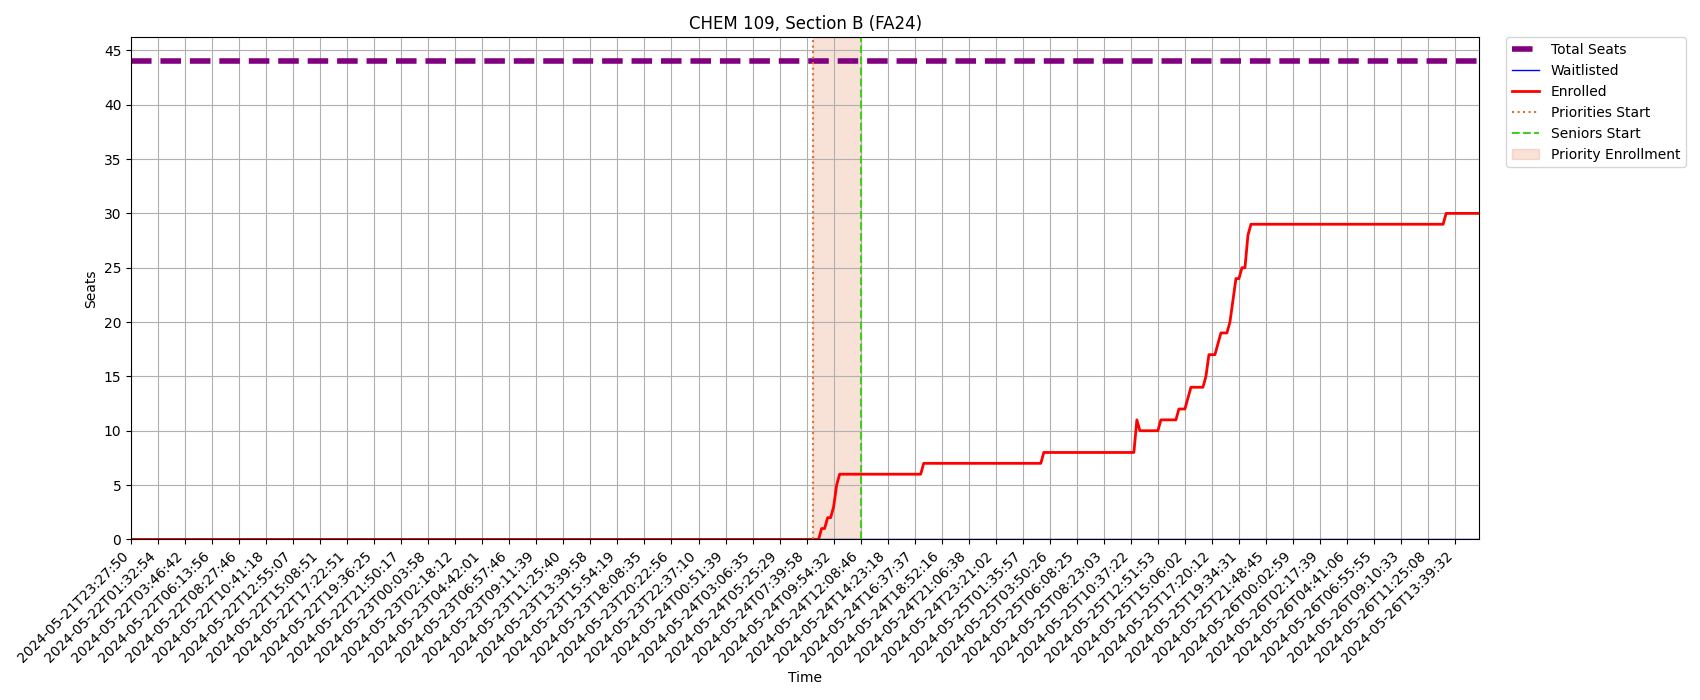 CHEM 109, Section B (FA24)
Total Seats
Waitlisted
Enrolled
Priorities Start
Seniors Start
Priority Enrollment
Seats
45
40
35
30
25
20
15
10
5
0
2024-05-21T23:27:50
2024-05-22T01:32:54
2024-05-22T03:46:42
2024-05-22T06:13:56
2024-05-22T08:27:46
2024-05-22T10:41:18
2024-05-22T12:55:07
2024-05-22T15:08:51
2024-05-22T17:22:51
2024-05-22T19:36:25
2024-05-22T21:50:17
2024-05-23T00:03:58
2024-05-23T02:18:12
2024-05-23T04:42:01
2024-05-23T06:57:46
2024-05-23T09:11:39
2024-05-23T11:25:40
2024-05-23T13:39:58
2024-05-23T15:54:19
2024-05-23T18:08:35
2024-05-23T20:22:56
2024-05-23T22:37:10
2024-05-24T00:51:39
2024-05-24T03:06:35
2024-05-24T05:25:29
2024-05-24T07:39:58
2024-05-24T09:54:32
2024-05-24T12:08:46
2024-05-24T14:23:18
2024-05-24T16:37:37
2024-05-24T18:52:16
2024-05-24T21:06:38
2024-05-24T23:21:02
2024-05-25T01:35:57
2024-05-25T03:50:26
2024-05-25T06:08:25
2024-05-25T08:23:03
2024-05-25T10:37:22
2024-05-25T12:51:53
2024-05-25T15:06:02
2024-05-25T17:20:12
2024-05-25T19:34:31
2024-05-25T21:48:45
2024-05-26T00:02:59
2024-05-26T02:17:39
2024-05-26T04:41:06
2024-05-26T06:55:55
2024-05-26T09:10:33
2024-05-26T11:25:08
2024-05-26T13:39:32
Time